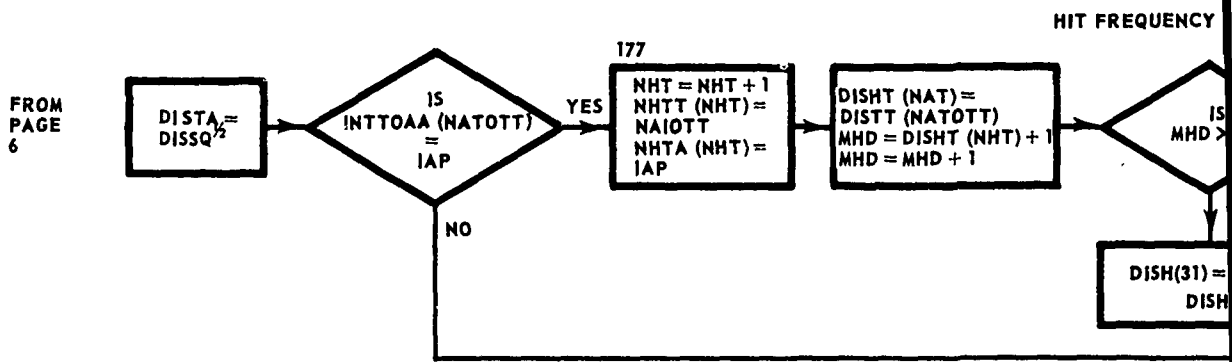 HIT FREQUENCY
FROM
PAGE
6
DISTA =
DISSQ½
IS
INTTOAA (NATOTT)
=
IAP
YES
NO
177
NHT = NHT + 1
NHTT (NHT) =
NAIOTT
NHTA (NHT) =
IAP
DISHT (NAT) =
DISTT (NATOTT)
MHD = DISHT (NHT) + 1
MHD = MHD + 1
IS
MHD >
DISH(31) =
DISH